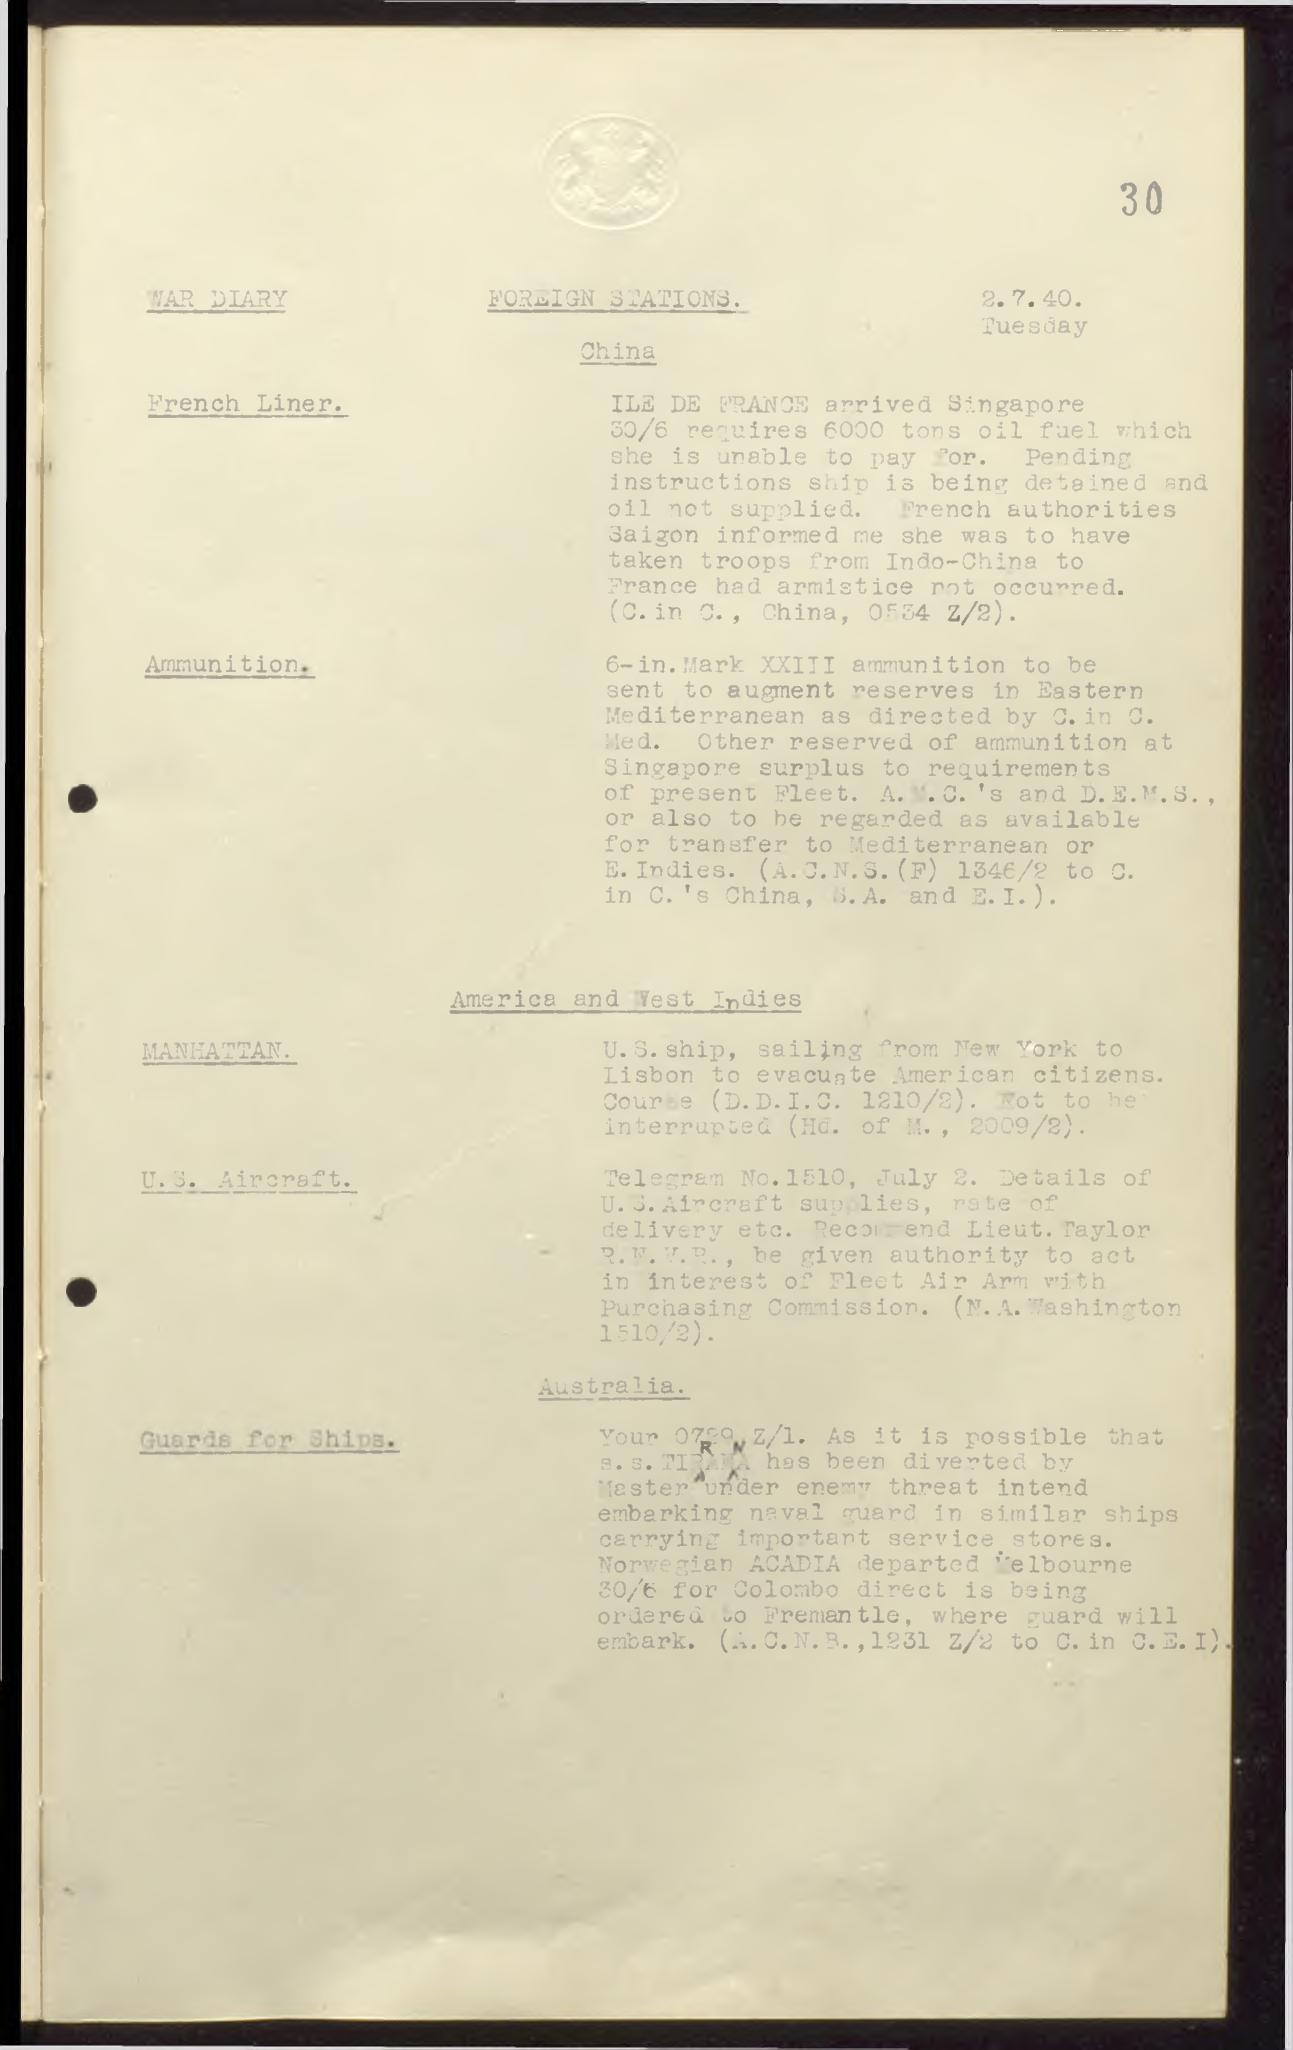 30
WAR DIARY FOREIGN STATIONS. 2.7.40.
Tuesday
China
French Liner. ILE DE FRANCE arrived Singapore
30/6 requires 6000 tons oil fuel which
she is unable to pay for. Pending
instructions ship is being detained and
oil not supplied. French authorities
Saigon informed me she was to have
taken troops from Indo-China to
France had armistice not occurred.
(C.in C., China, 0534 Z/2).
Ammunition. 6-in.Mark XXIII ammunition to be
sent to augment reserves in Eastern
Mediterranean as directed by C.in C.
Med. Other reserved of ammunition at
Singapore surplus to requirements
of present Fleet. A.M.C.'s and D.E.M.S.,
or also to be regarded as available
for transfer to Mediterranean or
E.Indies. (A.C.N.S.(F) 1346/2 to C.
in C.'s China, S.A. and E.I.).
America and West Indies
MANHATTAN. U.S.ship, sailing from New York to
Lisbon to evacuate American citizens.
Course (D.D.I.C. 1210/2). Not to be
interrupted (Hd. of M., 2009/2).
U.S. Aircraft. Telegram No.1510, July 2. Details of
U.S.Aircraft supplies, rate of
delivery etc. Recommend Lieut.Taylor
R.N.V.R., be given authority to act
in interest of Fleet Air Arm with
Purchasing Commission. (N.A.Washington
1510/2).
Australia.
Guards for Ships. Your Z/1. As it is possible that
s.s. has been diverted by
Master under enemy threat intend
embarking naval guard in similar ships
carrying important service stores.
Norwegian ACADIA departed Melbourne
30/6 for Colombo direct is being
ordered to Fremantle, where guard will
embark. (A.C.N.B.,1231 Z/2 to C.in C.E.I).